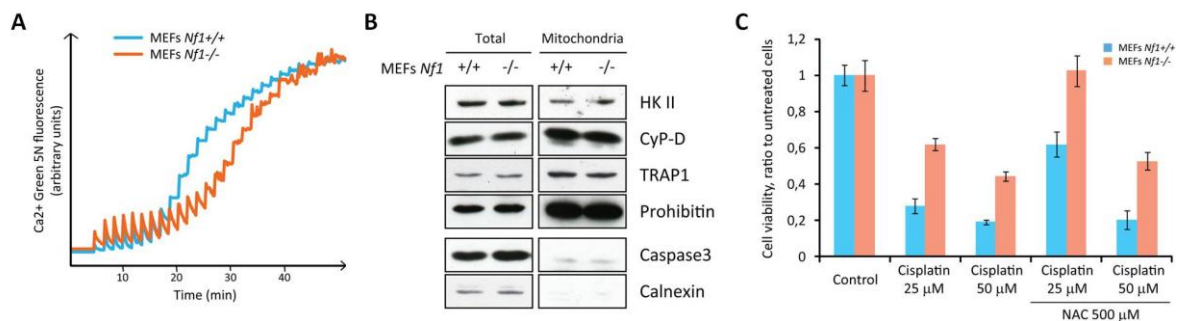 A
MEFs Nf1+/+
MEFs Nf1-/-
Ca2+ Green 5N fluorescence
(arbitrary units)
10
20
30
40
Time (min)
B
Total
Mitochondria
MEFs Nf1
+/+
-/-
+/+
-/-
HK II
CyP-D
TRAP1
Prohibitin
Caspase3
Calnexin
C
Cell viability, ratio to untreated cells
1,2
1
0,8
0,6
0,4
0,2
0
MEFs Nf1+/+
MEFs Nf1-/-
Control
Cisplatin
25 µM
Cisplatin
50 µM
Cisplatin
25 µM
Cisplatin
50 µM
NAC 500 µM